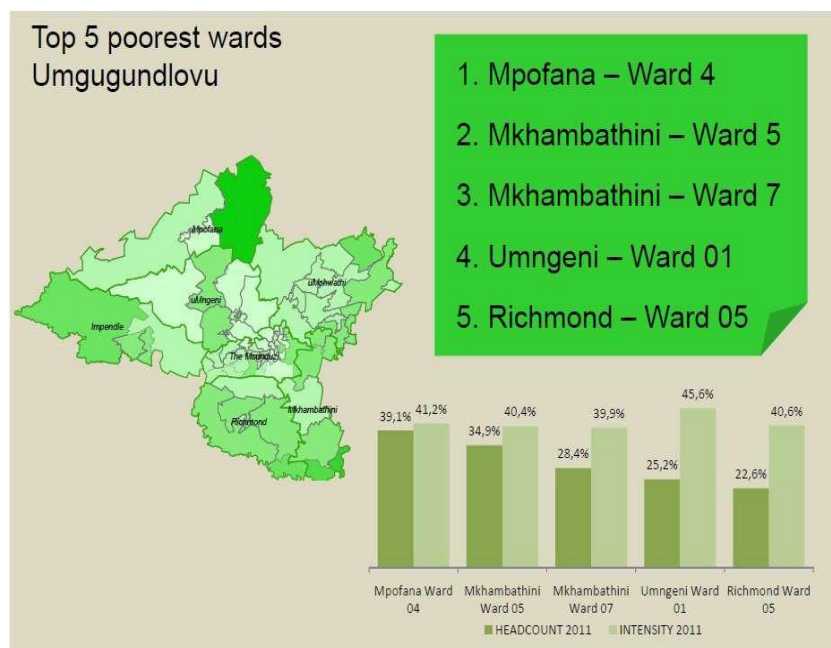 Top 5 poorest wards
Umgugundlovu
1. Mpofana – Ward 4
2. Mkhambathini – Ward 5
3. Mkhambathini – Ward 7
4. Umngeni – Ward 01
5. Richmond – Ward 05
Mpofana
uMshwathi
uMngeni
Impendle
The Msunduzi
Mkhambathini
Richmond
39,1% 41,2% 34,9% 40,4% 28,4% 39,9% 25,2% 45,6% 22,6% 40,6%
Mpofana Ward Mkhambathini Mkhambathini Umngeni Ward Richmond Ward
04 Ward 05 Ward 07 01 05
HEADCOUNT 2011 INTENSITY 2011